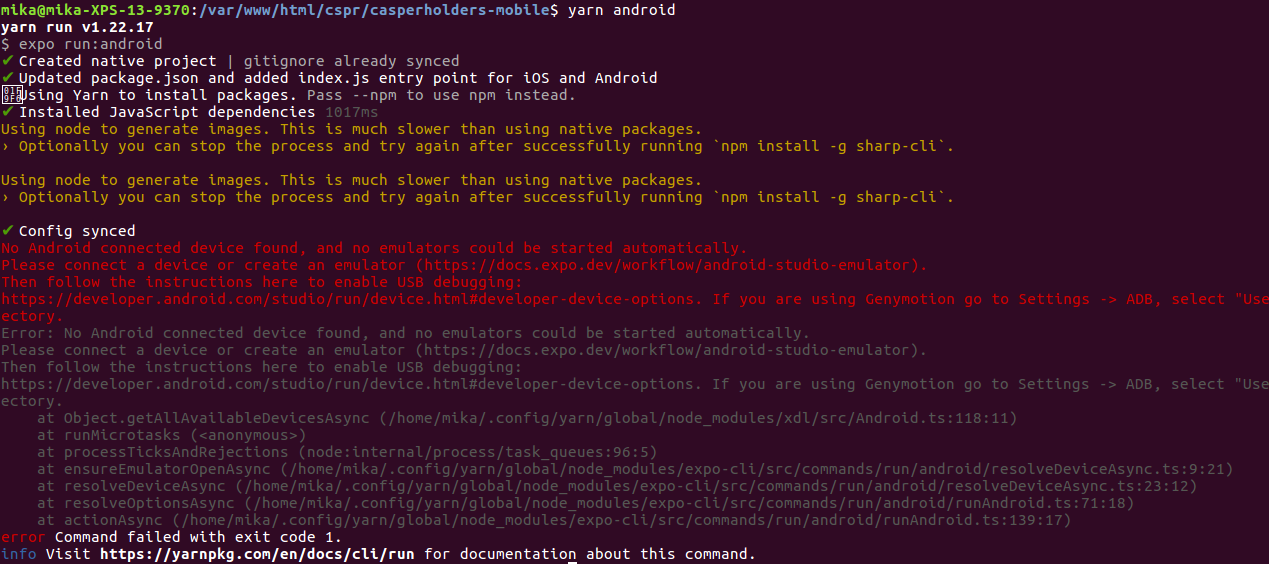 mika@mika-XPS-13-9370:/var/www/html/cspr/casperholders-mobile$ yarn android
yarn run v1.22.17
$ expo run:android
✔ Created native project | gitignore already synced
✔ Updated package.json and added index.js entry point for iOS and Android
01F9F6 Using Yarn to install packages. Pass --npm to use npm instead.
✔ Installed JavaScript dependencies 1017ms
Using node to generate images. This is much slower than using native packages.
› Optionally you can stop the process and try again after successfully running `npm install -g sharp-cli`.
Using node to generate images. This is much slower than using native packages.
› Optionally you can stop the process and try again after successfully running `npm install -g sharp-cli`.
✔ Config synced
No Android connected device found, and no emulators could be started automatically.
Please connect a device or create an emulator (https://docs.expo.dev/workflow/android-studio-emulator).
Then follow the instructions here to enable USB debugging:
https://developer.android.com/studio/run/device.html#developer-device-options. If you are using Genymotion go to Settings -> ADB, select "Use
ectory.
Error: No Android connected device found, and no emulators could be started automatically.
Please connect a device or create an emulator (https://docs.expo.dev/workflow/android-studio-emulator).
Then follow the instructions here to enable USB debugging:
https://developer.android.com/studio/run/device.html#developer-device-options. If you are using Genymotion go to Settings -> ADB, select "Use
ectory.
    at Object.getAllAvailableDevicesAsync (/home/mika/.config/yarn/global/node_modules/xdl/src/Android.ts:118:11)
    at runMicrotasks (<anonymous>)
    at processTicksAndRejections (node:internal/process/task_queues:96:5)
    at ensureEmulatorOpenAsync (/home/mika/.config/yarn/global/node_modules/expo-cli/src/commands/run/android/resolveDeviceAsync.ts:9:21)
    at resolveDeviceAsync (/home/mika/.config/yarn/global/node_modules/expo-cli/src/commands/run/android/resolveDeviceAsync.ts:23:12)
    at resolveOptionsAsync (/home/mika/.config/yarn/global/node_modules/expo-cli/src/commands/run/android/runAndroid.ts:71:18)
    at actionAsync (/home/mika/.config/yarn/global/node_modules/expo-cli/src/commands/run/android/runAndroid.ts:139:17)
error Command failed with exit code 1.
info Visit https://yarnpkg.com/en/docs/cli/run for documentation about this command.